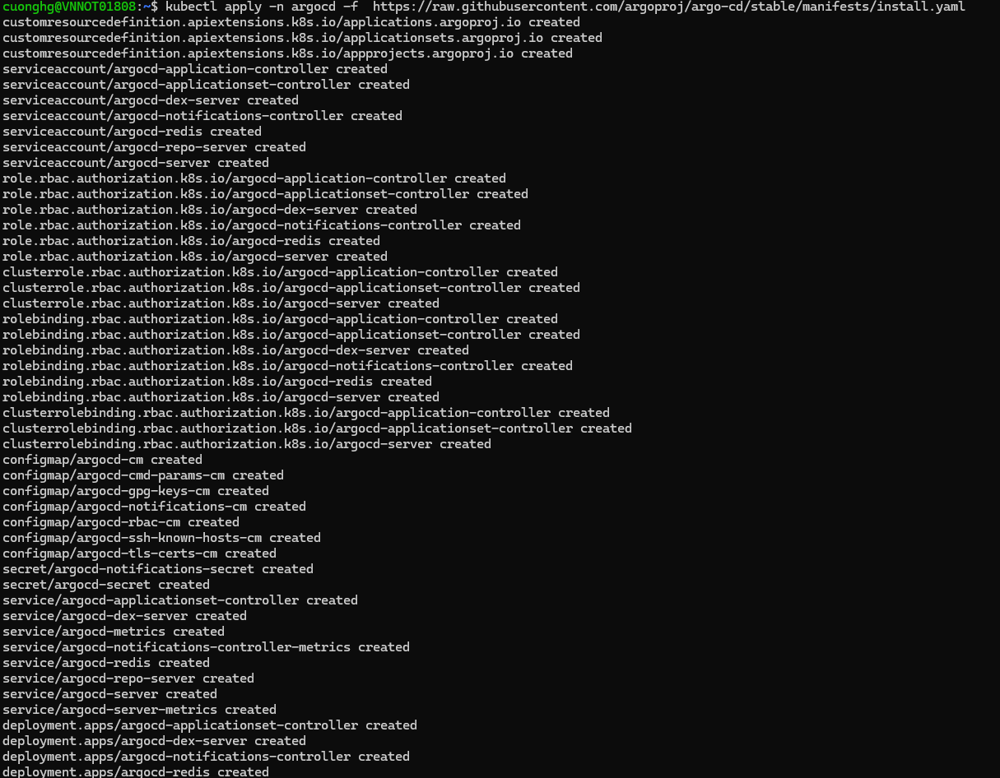 cuonghg@VNNOT01808:~$ kubectl apply -n argocd -f  https://raw.githubusercontent.com/argoproj/argo-cd/stable/manifests/install.yaml
customresourcedefinition.apiextensions.k8s.io/applications.argoproj.io created
customresourcedefinition.apiextensions.k8s.io/applicationsets.argoproj.io created
customresourcedefinition.apiextensions.k8s.io/appprojects.argoproj.io created
serviceaccount/argocd-application-controller created
serviceaccount/argocd-applicationset-controller created
serviceaccount/argocd-dex-server created
serviceaccount/argocd-notifications-controller created
serviceaccount/argocd-redis created
serviceaccount/argocd-repo-server created
serviceaccount/argocd-server created
role.rbac.authorization.k8s.io/argocd-application-controller created
role.rbac.authorization.k8s.io/argocd-applicationset-controller created
role.rbac.authorization.k8s.io/argocd-dex-server created
role.rbac.authorization.k8s.io/argocd-notifications-controller created
role.rbac.authorization.k8s.io/argocd-redis created
role.rbac.authorization.k8s.io/argocd-server created
clusterrole.rbac.authorization.k8s.io/argocd-application-controller created
clusterrole.rbac.authorization.k8s.io/argocd-applicationset-controller created
clusterrole.rbac.authorization.k8s.io/argocd-server created
rolebinding.rbac.authorization.k8s.io/argocd-application-controller created
rolebinding.rbac.authorization.k8s.io/argocd-applicationset-controller created
rolebinding.rbac.authorization.k8s.io/argocd-dex-server created
rolebinding.rbac.authorization.k8s.io/argocd-notifications-controller created
rolebinding.rbac.authorization.k8s.io/argocd-redis created
rolebinding.rbac.authorization.k8s.io/argocd-server created
clusterrolebinding.rbac.authorization.k8s.io/argocd-application-controller created
clusterrolebinding.rbac.authorization.k8s.io/argocd-applicationset-controller created
clusterrolebinding.rbac.authorization.k8s.io/argocd-server created
configmap/argocd-cm created
configmap/argocd-cmd-params-cm created
configmap/argocd-gpg-keys-cm created
configmap/argocd-notifications-cm created
configmap/argocd-rbac-cm created
configmap/argocd-ssh-known-hosts-cm created
configmap/argocd-tls-certs-cm created
secret/argocd-notifications-secret created
secret/argocd-secret created
service/argocd-applicationset-controller created
service/argocd-dex-server created
service/argocd-metrics created
service/argocd-notifications-controller-metrics created
service/argocd-redis created
service/argocd-repo-server created
service/argocd-server created
service/argocd-server-metrics created
deployment.apps/argocd-applicationset-controller created
deployment.apps/argocd-dex-server created
deployment.apps/argocd-notifications-controller created
deployment.apps/argocd-redis created